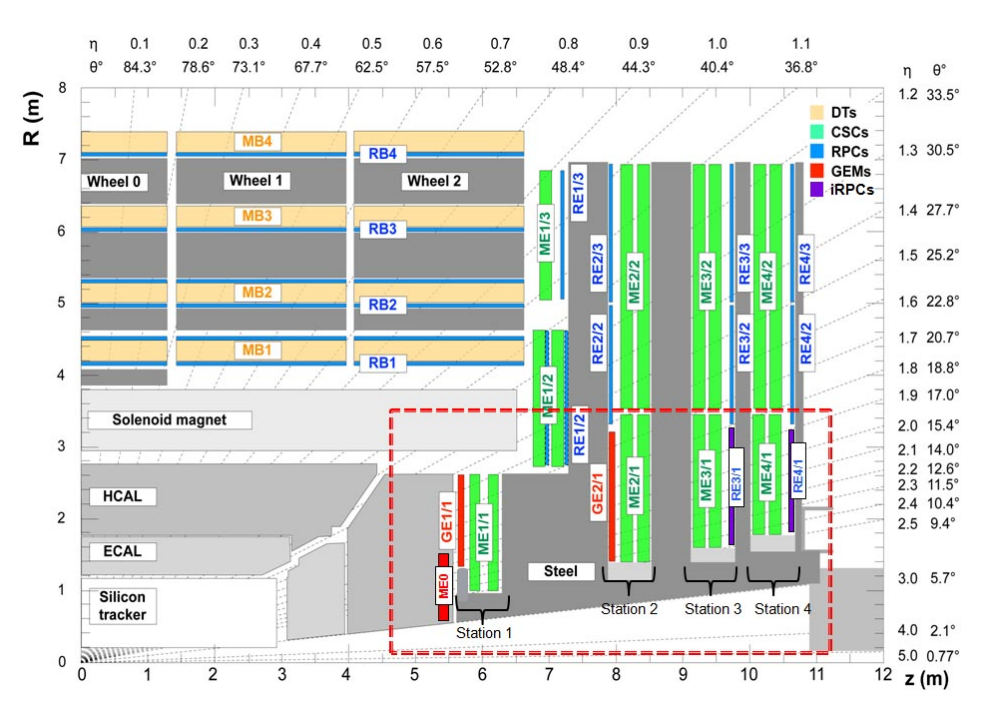 η 0.1 0.2 0.3 0.4 0.5 0.6 0.7 0.8 0.9 1.0 1.1
θ° 84.3° 78.6° 73.1° 67.7° 62.5° 57.5° 52.8° 48.4° 44.3° 40.4° 36.8° η θ°
R (m)
8
7
6
5
4
3
2
1
0
1.2 33.5°
1.3 30.5°
1.4 27.7°
1.5 25.2°
1.6 22.8°
1.7 20.7°
1.8 18.8°
1.9 17.0°
2.0 15.4°
2.1 14.0°
2.2 12.6°
2.3 11.5°
2.4 10.4°
2.5 9.4°
3.0 5.7°
4.0 2.1°
5.0 0.77°
DTs
CSCs
RPCs
GEMs
iRPCs
MB4
RB4
Wheel 0 Wheel 1 Wheel 2
MB3
RB3
MB2
RB2
MB1
RB1
Solenoid magnet
HCAL
ECAL
Silicon
tracker
Steel
ME1/3
RE1/3
ME1/2
RE1/2
RE2/3
RE2/2
ME2/2
ME3/2
RE3/3
RE3/2
ME4/2
RE4/3
RE4/2
GE1/1
ME0
ME1/1
GE2/1
ME2/1
ME3/1
RE3/1
ME4/1
RE4/1
Station 1
Station 2
Station 3
Station 4
0 1 2 3 4 5 6 7 8 9 10 11 12
z (m)